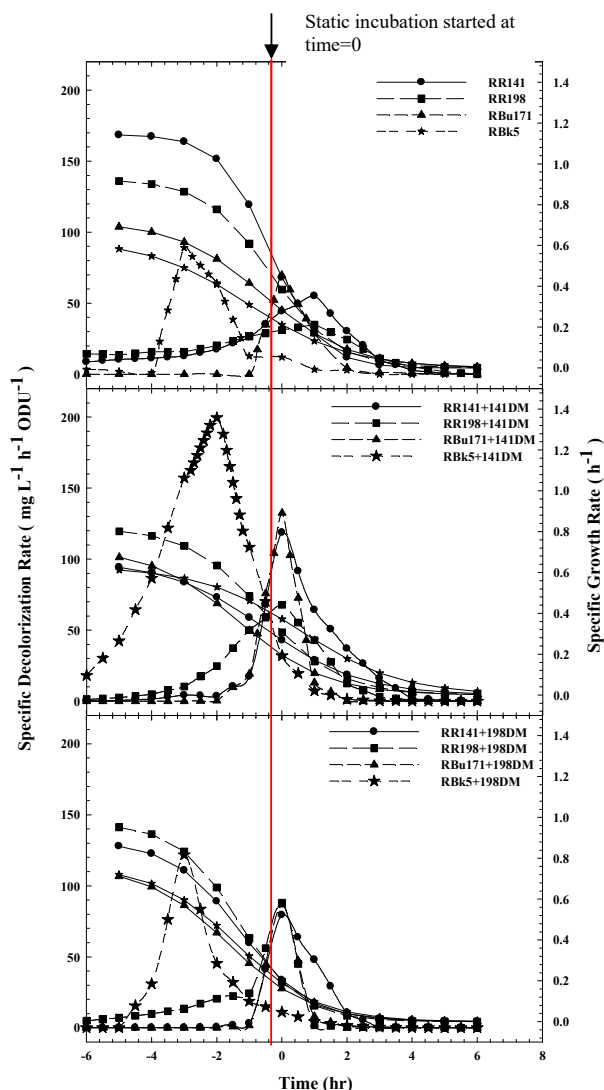 Static incubation started at
time=0
RR141
RR198
RBu171
RBk5
200
150
100
50
0
1.4
1.2
1.0
0.8
0.6
0.4
0.2
0.0
RR141+141DM
RR198+141DM
RBu171+141DM
RBk5+141DM
200
150
100
50
0
1.4
1.2
1.0
0.8
0.6
0.4
0.2
0.0
RR141+198DM
RR198+198DM
RBu171+198DM
RBk5+198DM
200
150
100
50
0
1.4
1.2
1.0
0.8
0.6
0.4
0.2
0.0
-6 -4 -2 0 2 4 6 8
Time (hr)
Specific Decolorization Rate ( mg L⁻¹ h⁻¹ ODU⁻¹)
Specific Growth Rate ( h⁻¹)